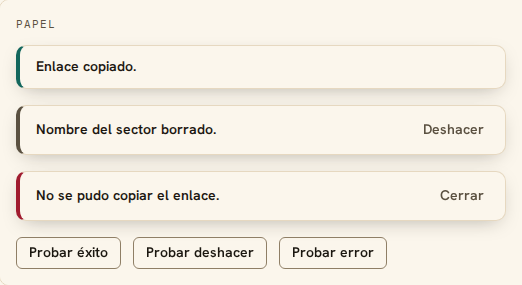 PAPEL
Enlace copiado.
Nombre del sector borrado. Deshacer
No se pudo copiar el enlace. Cerrar
Probar éxito Probar deshacer Probar error